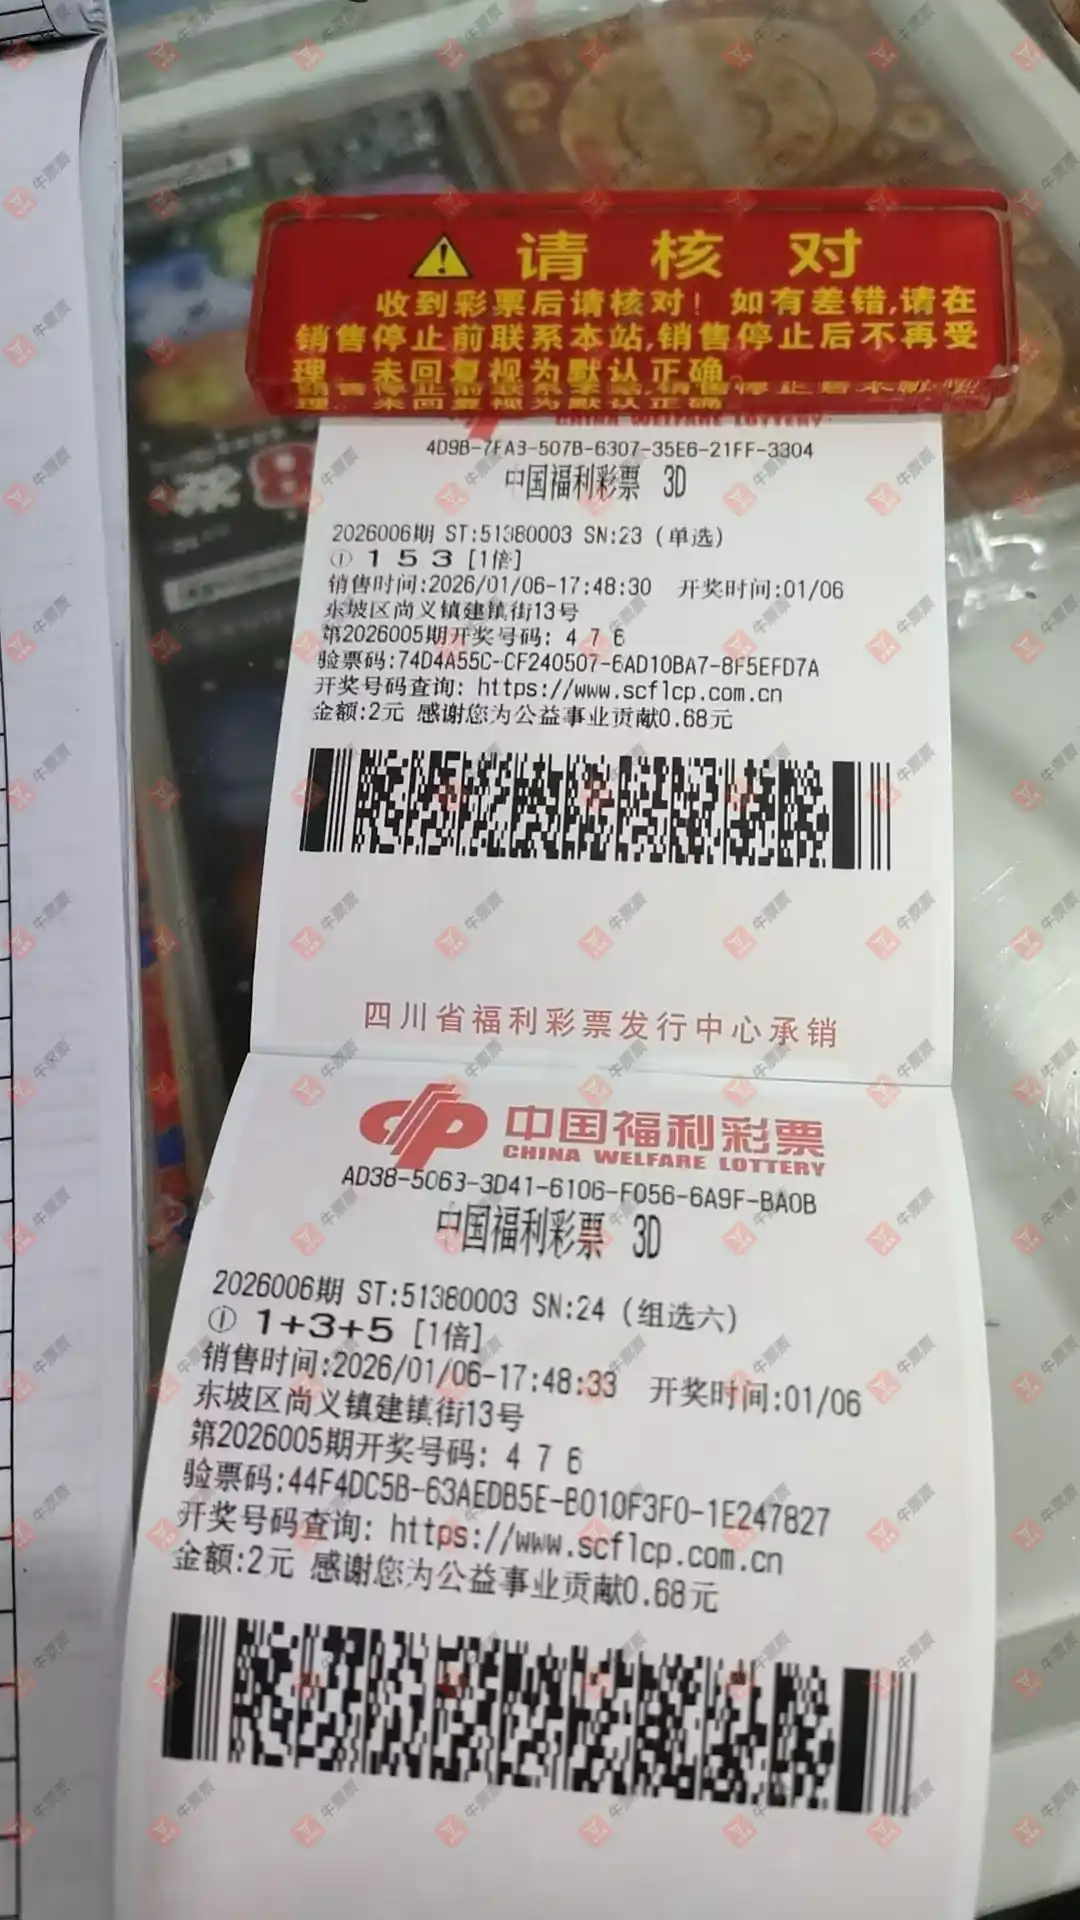 ⚠ 请 核 对
收到彩票后请核对！如有差错,请在
销售停止前联系本站,销售停止后不再受
理，未回复视为默认正确。
CHINA WELFARE LOTTERY
4D9B-7FA3-507B-6307-35E6-21FF-3304
中国福利彩票 3D
2026006期 ST:51380003 SN:23 (单选)
① 1 5 3 [1倍]
销售时间:2026/01/06-17:48:30 开奖时间:01/06
东坡区尚义镇建镇街13号
第2026005期开奖号码: 4 7 6
验票码:74D4A55C-CF240507-6AD10BA7-8F5EFD7A
开奖号码查询: https://www.scflcp.com.cn
金额:2元 感谢您为公益事业贡献0.68元
四川省福利彩票发行中心承销
中国福利彩票
CHINA WELFARE LOTTERY
AD38-5063-3D41-6106-F056-6A9F-BA0B
中国福利彩票 3D
2026006期 ST:51380003 SN:24 (组选六)
① 1+3+5 [1倍]
销售时间:2026/01/06-17:48:33 开奖时间:01/06
东坡区尚义镇建镇街13号
第2026005期开奖号码: 4 7 6
验票码:44F4DC5B-63AEDB5E-B010F3F0-1E247827
开奖号码查询: https://www.scflcp.com.cn
金额:2元 感谢您为公益事业贡献0.68元
牛票票